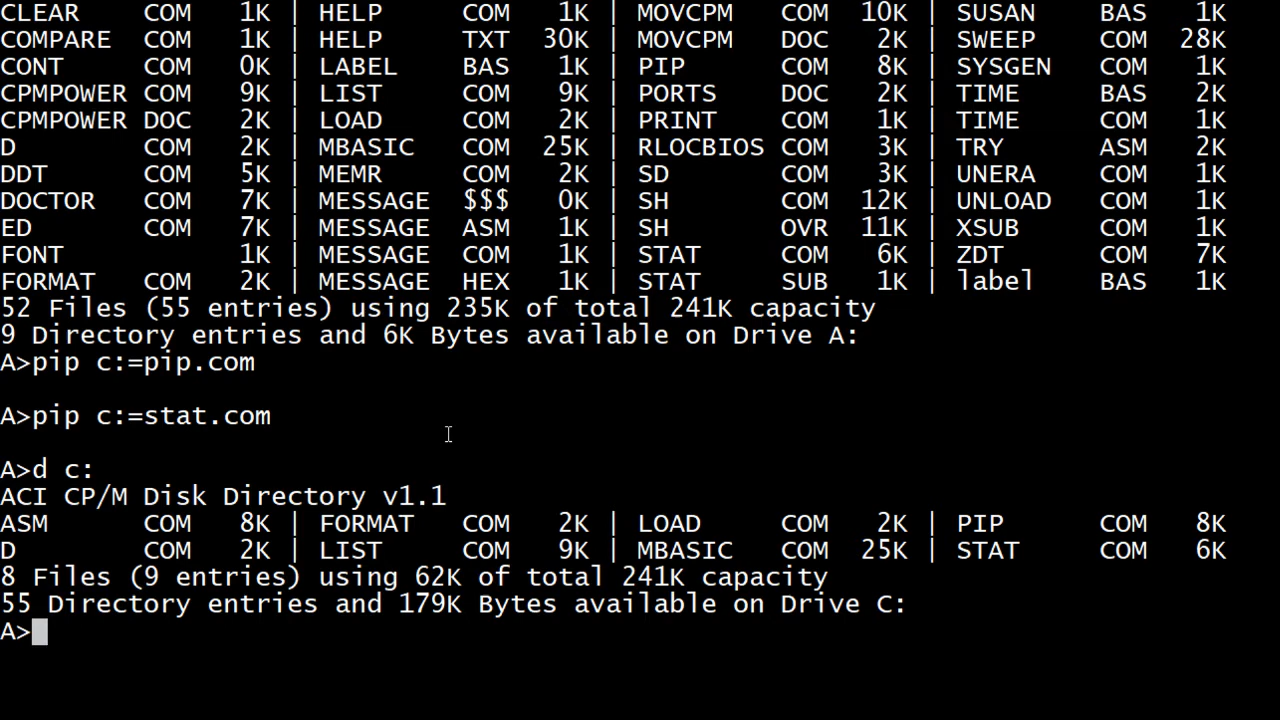 CLEAR    COM   1K | HELP     COM   1K | MOVCPM   COM  10K | SUSAN    BAS   1K
COMPARE  COM   1K | HELP     TXT  30K | MOVCPM   DOC   2K | SWEEP    COM  28K
CONT     COM   0K | LABEL    BAS   1K | PIP      COM   8K | SYSGEN   COM   1K
CPMPOWER COM   9K | LIST     COM   9K | PORTS    DOC   2K | TIME     BAS   2K
CPMPOWER DOC   2K | LOAD     COM   2K | PRINT    COM   1K | TIME     COM   1K
D        COM   2K | MBASIC   COM  25K | RLOCBIOS COM   3K | TRY      ASM   2K
DDT      COM   5K | MEMR     COM   2K | SD       COM   3K | UNERA    COM   1K
DOCTOR   COM   7K | MESSAGE  $$$   0K | SH       COM  12K | UNLOAD   COM   1K
ED       COM   7K | MESSAGE  ASM   1K | SH       OVR  11K | XSUB     COM   1K
FONT           1K | MESSAGE  COM   1K | STAT     COM   6K | ZDT      COM   7K
FORMAT   COM   2K | MESSAGE  HEX   1K | STAT     SUB   1K | label    BAS   1K
52 Files (55 entries) using 235K of total 241K capacity
9 Directory entries and 6K Bytes available on Drive A:
A>pip c:=pip.com
A>pip c:=stat.com
A>d c:
ACI CP/M Disk Directory v1.1
ASM      COM   8K | FORMAT   COM   2K | LOAD     COM   2K | PIP      COM   8K
D        COM   2K | LIST     COM   9K | MBASIC   COM  25K | STAT     COM   6K
8 Files (9 entries) using 62K of total 241K capacity
55 Directory entries and 179K Bytes available on Drive C:
A>